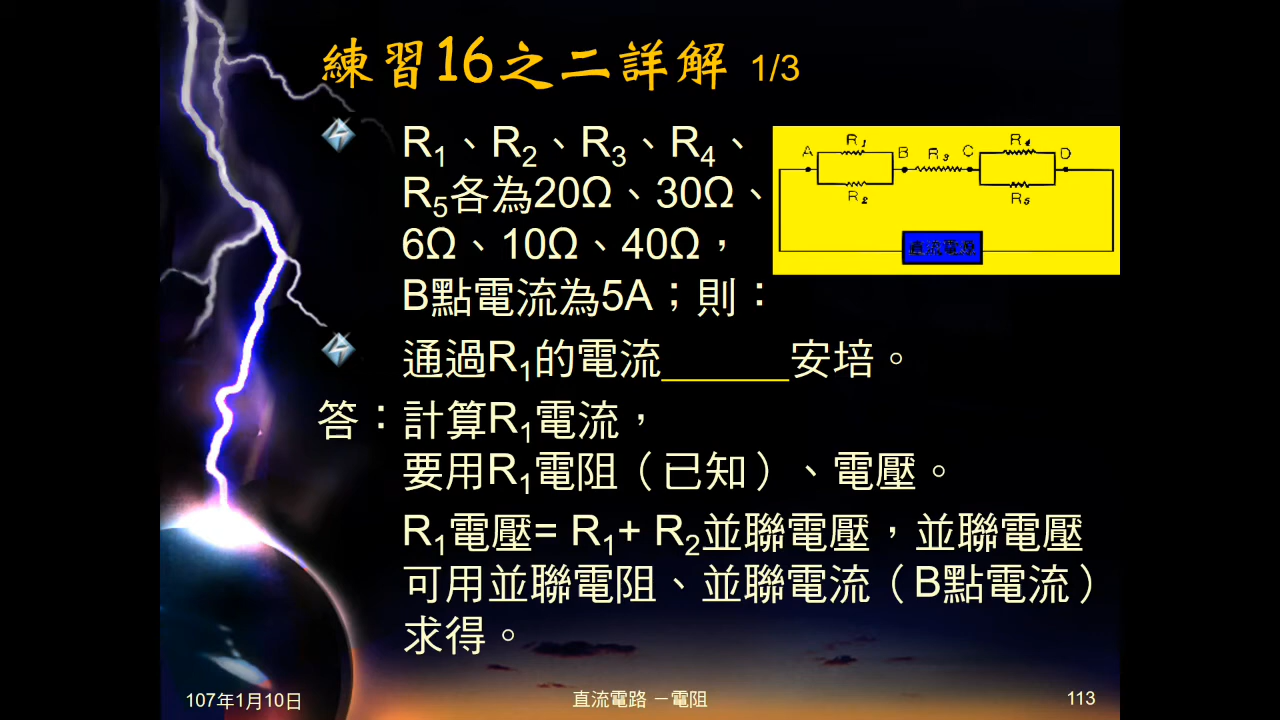 練習16之二詳解 1/3
R1、R2、R3、R4、
R5各為20Ω、30Ω、
6Ω、10Ω、40Ω，
B點電流為5A；則：
通過R1的電流______安培。
答：計算R1電流，
要用R1電阻（已知）、電壓。
R1電壓= R1+ R2並聯電壓，並聯電壓
可用並聯電阻、並聯電流（B點電流）
求得。
R1
R4
A
B
R3
C
D
R2
R5
直流電源
107年1月10日
直流電路 －電阻
113